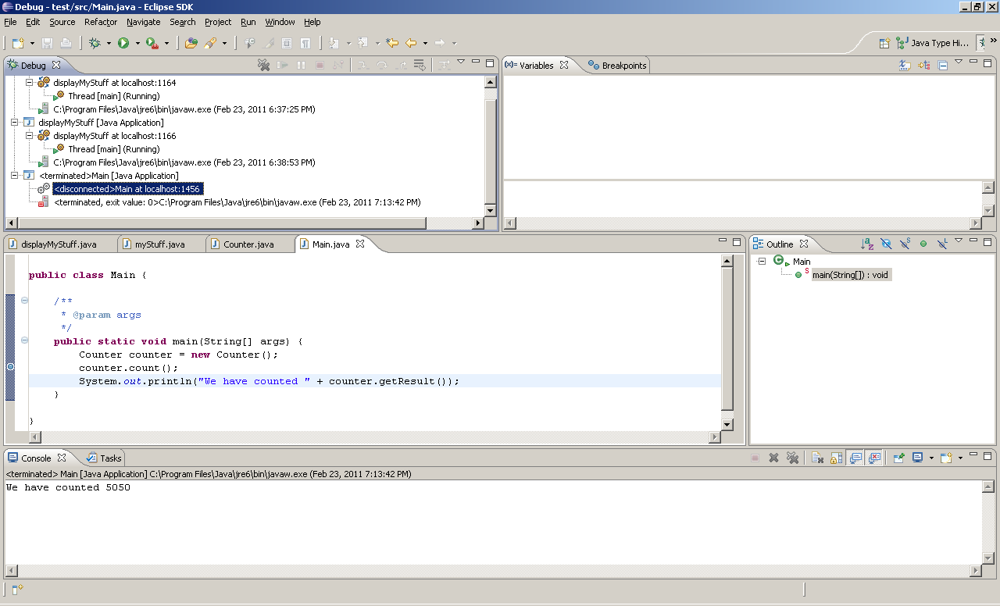 Debug - test/src/Main.java - Eclipse SDK
File Edit Source Refactor Navigate Search Project Run Window Help
Java Type Hi...
Debug
displayMyStuff at localhost:1164
Thread [main] (Running)
C:\Program Files\Java\jre6\bin\javaw.exe (Feb 23, 2011 6:37:25 PM)
displayMyStuff [Java Application]
displayMyStuff at localhost:1166
Thread [main] (Running)
C:\Program Files\Java\jre6\bin\javaw.exe (Feb 23, 2011 6:38:53 PM)
<terminated>Main [Java Application]
<disconnected>Main at localhost:1456
<terminated, exit value: 0>C:\Program Files\Java\jre6\bin\javaw.exe (Feb 23, 2011 7:13:42 PM)
(x)= Variables Breakpoints
displayMyStuff.java myStuff.java Counter.java Main.java
public class Main {
/**
* @param args
*/
public static void main(String[] args) {
Counter counter = new Counter();
counter.count();
System.out.println("We have counted " + counter.getResult());
}
}
Outline
Main
main(String[]) : void
Console Tasks
<terminated> Main [Java Application] C:\Program Files\Java\jre6\bin\javaw.exe (Feb 23, 2011 7:13:42 PM)
We have counted 5050